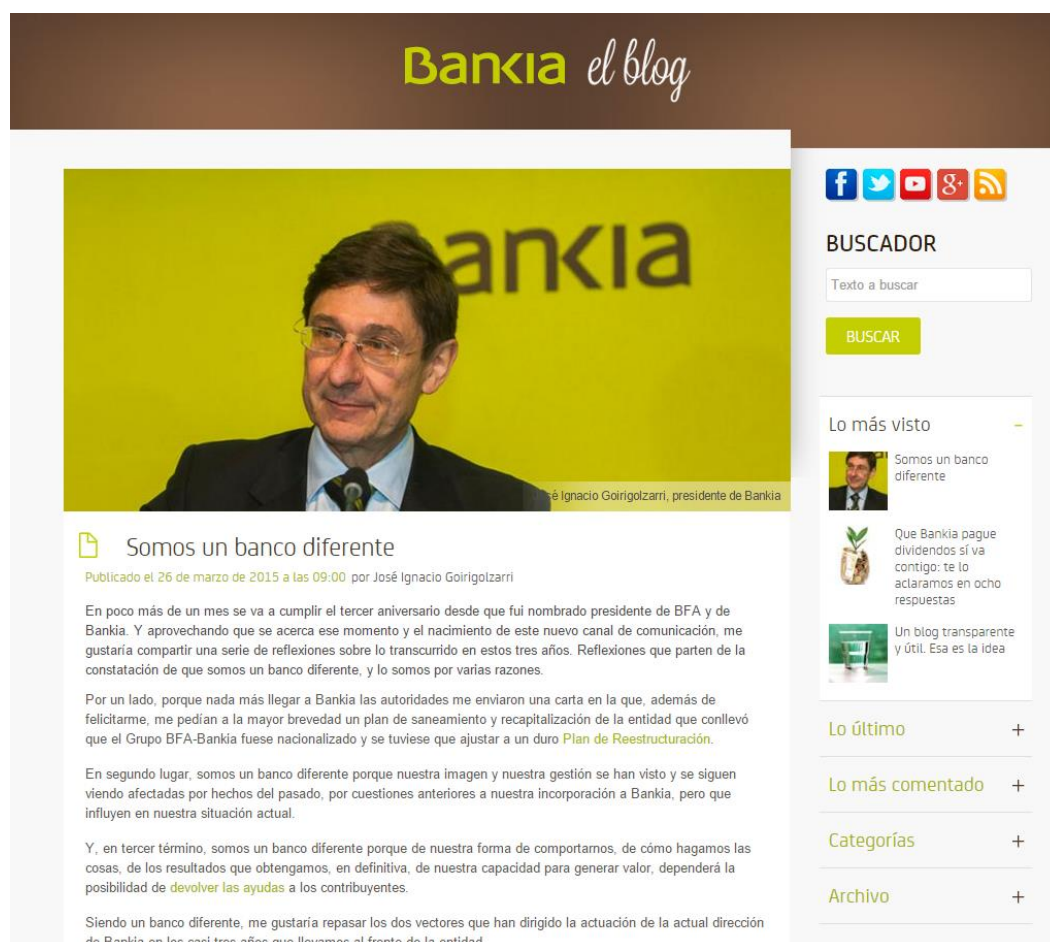 Bankia el blog
ankia
é Ignacio Goirigolzarri, presidente de Bankia
Somos un banco diferente
Publicado el 26 de marzo de 2015 a las 09:00 por José Ignacio Goirigolzarri
En poco más de un mes se va a cumplir el tercer aniversario desde que fui nombrado presidente de BFA y de
Bankia. Y aprovechando que se acerca ese momento y el nacimiento de este nuevo canal de comunicación, me
gustaría compartir una serie de reflexiones sobre lo transcurrido en estos tres años. Reflexiones que parten de la
constatación de que somos un banco diferente, y lo somos por varias razones.
Por un lado, porque nada más llegar a Bankia las autoridades me enviaron una carta en la que, además de
felicitarme, me pedían a la mayor brevedad un plan de saneamiento y recapitalización de la entidad que conllevó
que el Grupo BFA-Bankia fuese nacionalizado y se tuviese que ajustar a un duro Plan de Reestructuración.
En segundo lugar, somos un banco diferente porque nuestra imagen y nuestra gestión se han visto y se siguen
viendo afectadas por hechos del pasado, por cuestiones anteriores a nuestra incorporación a Bankia, pero que
influyen en nuestra situación actual.
Y, en tercer término, somos un banco diferente porque de nuestra forma de comportarnos, de cómo hagamos las
cosas, de los resultados que obtengamos, en definitiva, de nuestra capacidad para generar valor, dependerá la
posibilidad de devolver las ayudas a los contribuyentes.
Siendo un banco diferente, me gustaría repasar los dos vectores que han dirigido la actuación de la actual dirección
de Bankia en los casi tres años que llevamos al frente de la entidad.
BUSCADOR
Texto a buscar
BUSCAR
Lo más visto
Somos un banco
diferente
Que Bankia pague
dividendos sí va
contigo: te lo
aclaramos en ocho
respuestas
Un blog transparente
y útil. Esa es la idea
Lo último
Lo más comentado
Categorías
Archivo